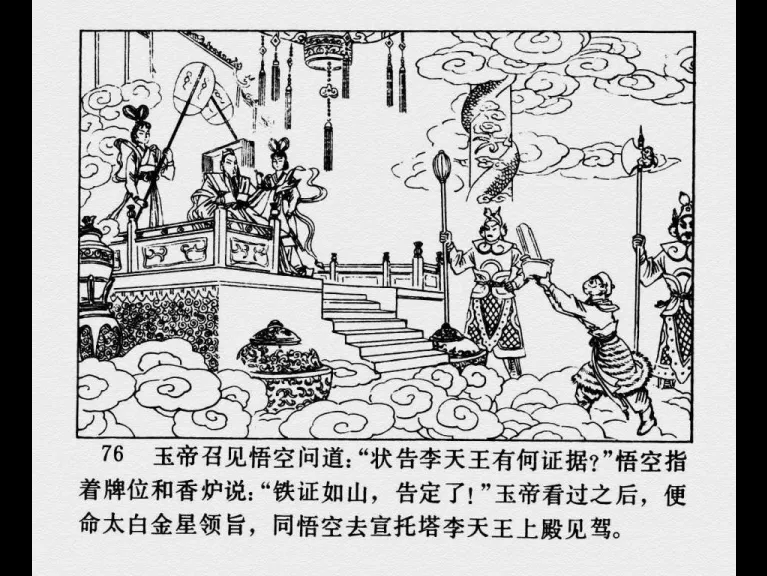 76 玉帝召见悟空问道：“状告李天王有何证据？”悟空指
着牌位和香炉说：“铁证如山，告定了！”玉帝看过之后，便
命太白金星领旨，同悟空去宣托塔李天王上殿见驾。